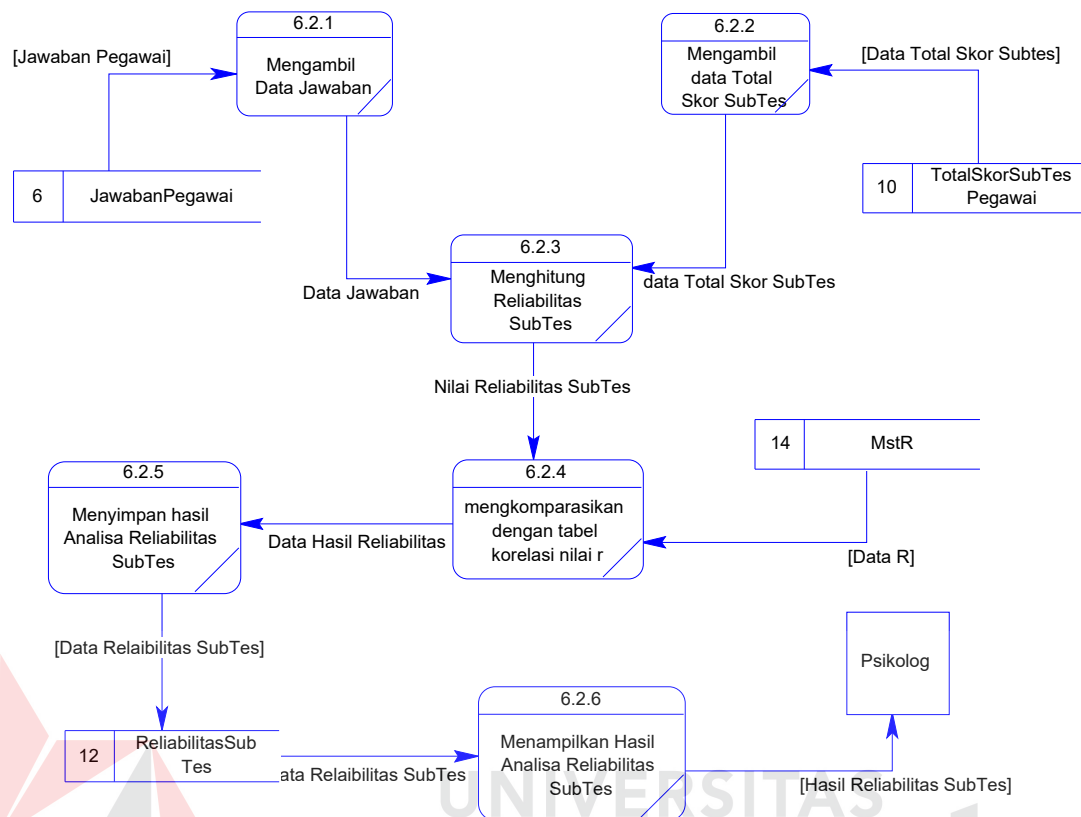 6.2.1
Mengambil
Data Jawaban
6.2.2
Mengambil
data Total
Skor SubTes
[Jawaban Pegawai]
[Data Total Skor Subtes]
6
JawabanPegawai
10
TotalSkorSubTes
Pegawai
6.2.3
Menghitung
Reliabilitas
SubTes
Data Jawaban
data Total Skor SubTes
Nilai Reliabilitas SubTes
14
MstR
6.2.5
Menyimpan hasil
Analisa Reliabilitas
SubTes
6.2.4
mengkomparasikan
dengan tabel
korelasi nilai r
Data Hasil Reliabilitas
[Data R]
[Data Relaibilitas SubTes]
Psikolog
12
ReliabilitasSub
Tes
ata Relaibilitas SubTes
6.2.6
Menampilkan Hasil
Analisa Reliabilitas
SubTes
[Hasil Reliabilitas SubTes]
UNIVERSITAS